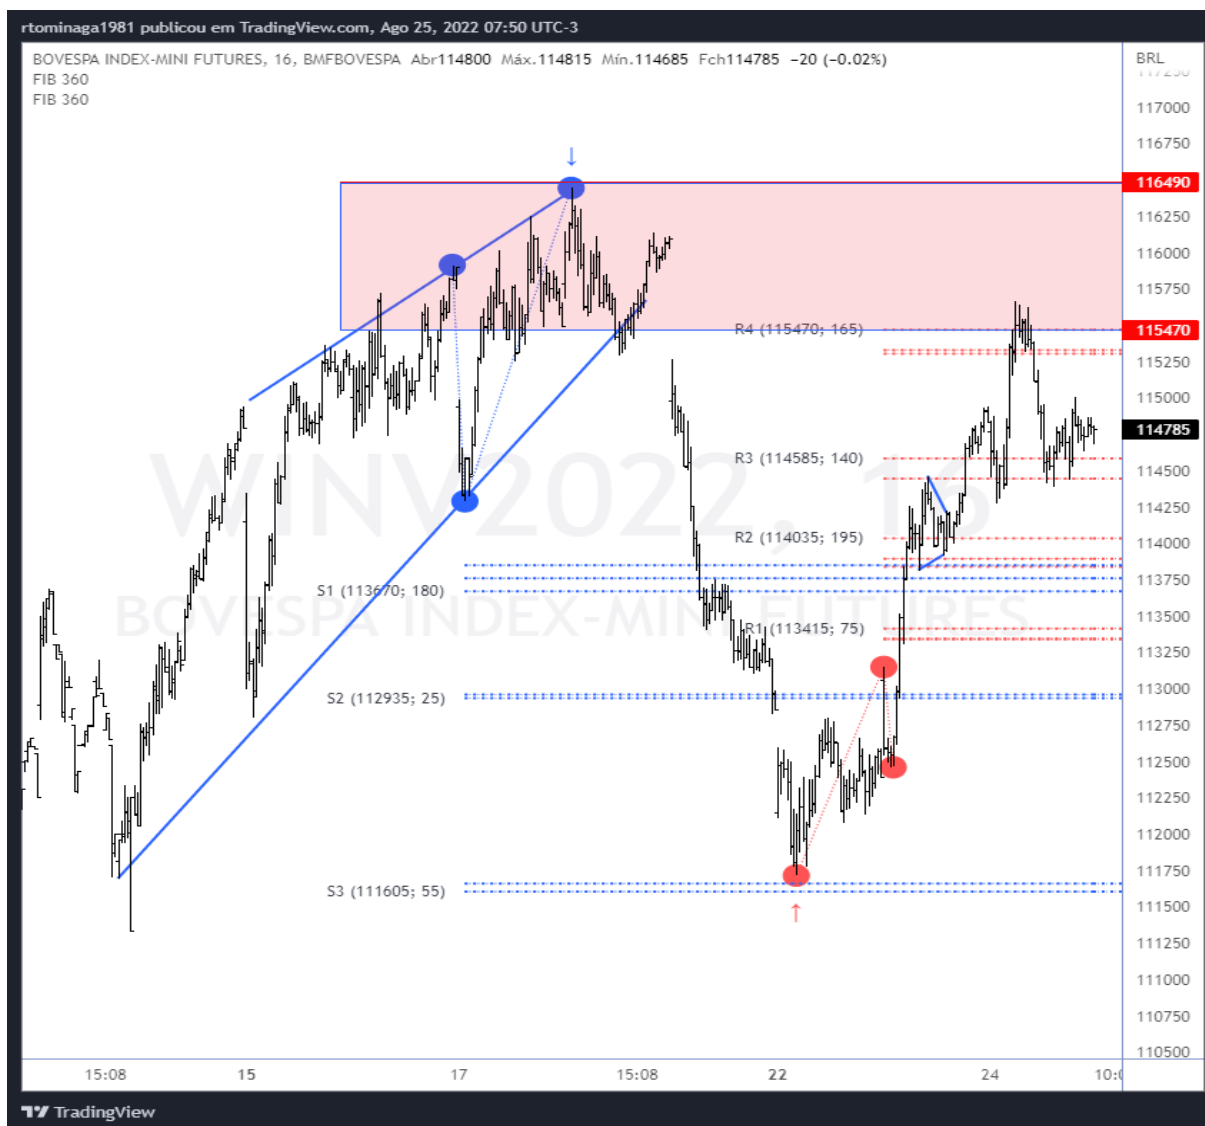 rtominaga1981 publicou em TradingView.com, Ago 25, 2022 07:50 UTC-3
BOVESPA INDEX-MINI FUTURES, 16, BMFBOVESPA Abr114800 Máx.114815 Mín.114685 Fch114785 −20 (−0.02%)
BRL
FIB 360
FIB 360
117250
117000
116750
116490
116250
116000
115750
R4 (115470; 165)
115470
115250
115000
114785
R3 (114585; 140)
114500
WINV2022, 16
114250
R2 (114035; 195)
114000
113750
S1 (113670; 180)
BOVESPA INDEX-MINI FUTURES
113500
R1 (113415; 75)
113250
113000
S2 (112935; 25)
112750
112500
112250
112000
111750
S3 (111605; 55)
111500
111250
111000
110750
110500
15:08 15 17 15:08 22 24
TradingView